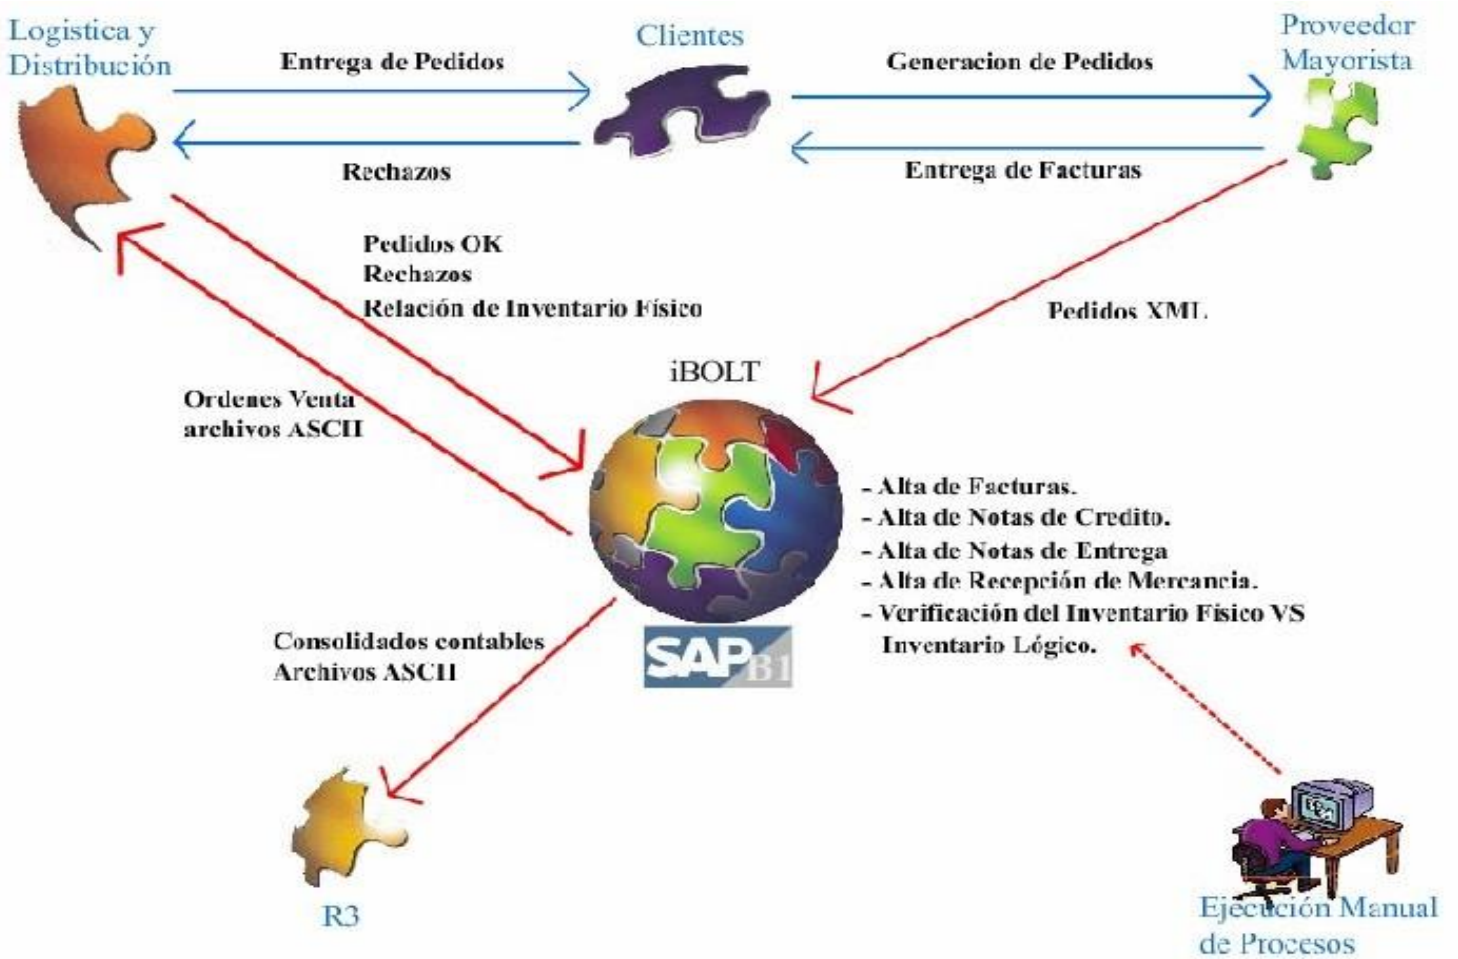 Logistica y
Distribución
Clientes
Proveedor
Mayorista
Entrega de Pedidos
Generacion de Pedidos
Rechazos
Entrega de Facturas
Pedidos OK
Rechazos
Relación de Inventario Físico
Pedidos XML
iBOLT
Ordenes Venta
archivos ASCII
- Alta de Facturas.
- Alta de Notas de Credito.
- Alta de Notas de Entrega
- Alta de Recepción de Mercancia.
- Verificación del Inventario Físico VS
Inventario Lógico.
Consolidados contables
Archivos ASCII
SAP B1
R3
Ejecución Manual
de Procesos